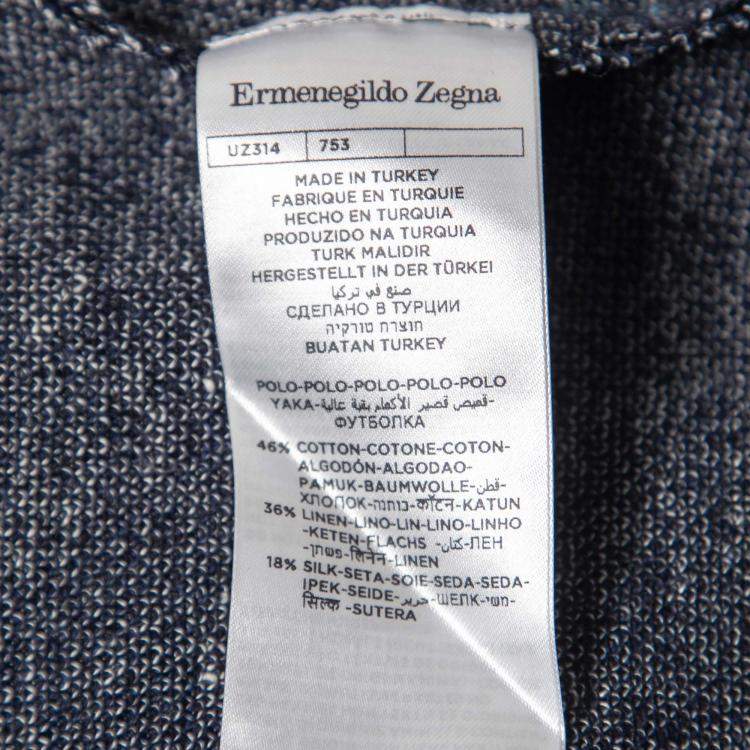 Ermenegildo Zegna
UZ314 753
MADE IN TURKEY
FABRIQUE EN TURQUIE
HECHO EN TURQUIA
PRODUZIDO NA TURQUIA
TURK MALIDIR
HERGESTELLT IN DER TÜRKEI
صنع في تركيا
СДЕЛАНО В ТУРЦИИ
תוצרת טורקיה
BUATAN TURKEY
POLO-POLO-POLO-POLO-POLO
YAKA-قميص قصير الأكمام بقبة عالية-
ФУТБОЛКА
46% COTTON-COTONE-COTON-
ALGODÓN-ALGODAO-
PAMUK-BAUMWOLLE-قطن-
ХЛОПОК-כותנה-कॉटन-KATUN
36% LINEN-LINO-LIN-LINO-LINHO
-KETEN-FLACHS -كتان-ЛЕН
-פשתן-लिनेन-LINEN
18% SILK-SETA-SOIE-SEDA-SEDA-
IPEK-SEIDE-حرير-ШЕЛК-משי-
सिल्क -SUTERA